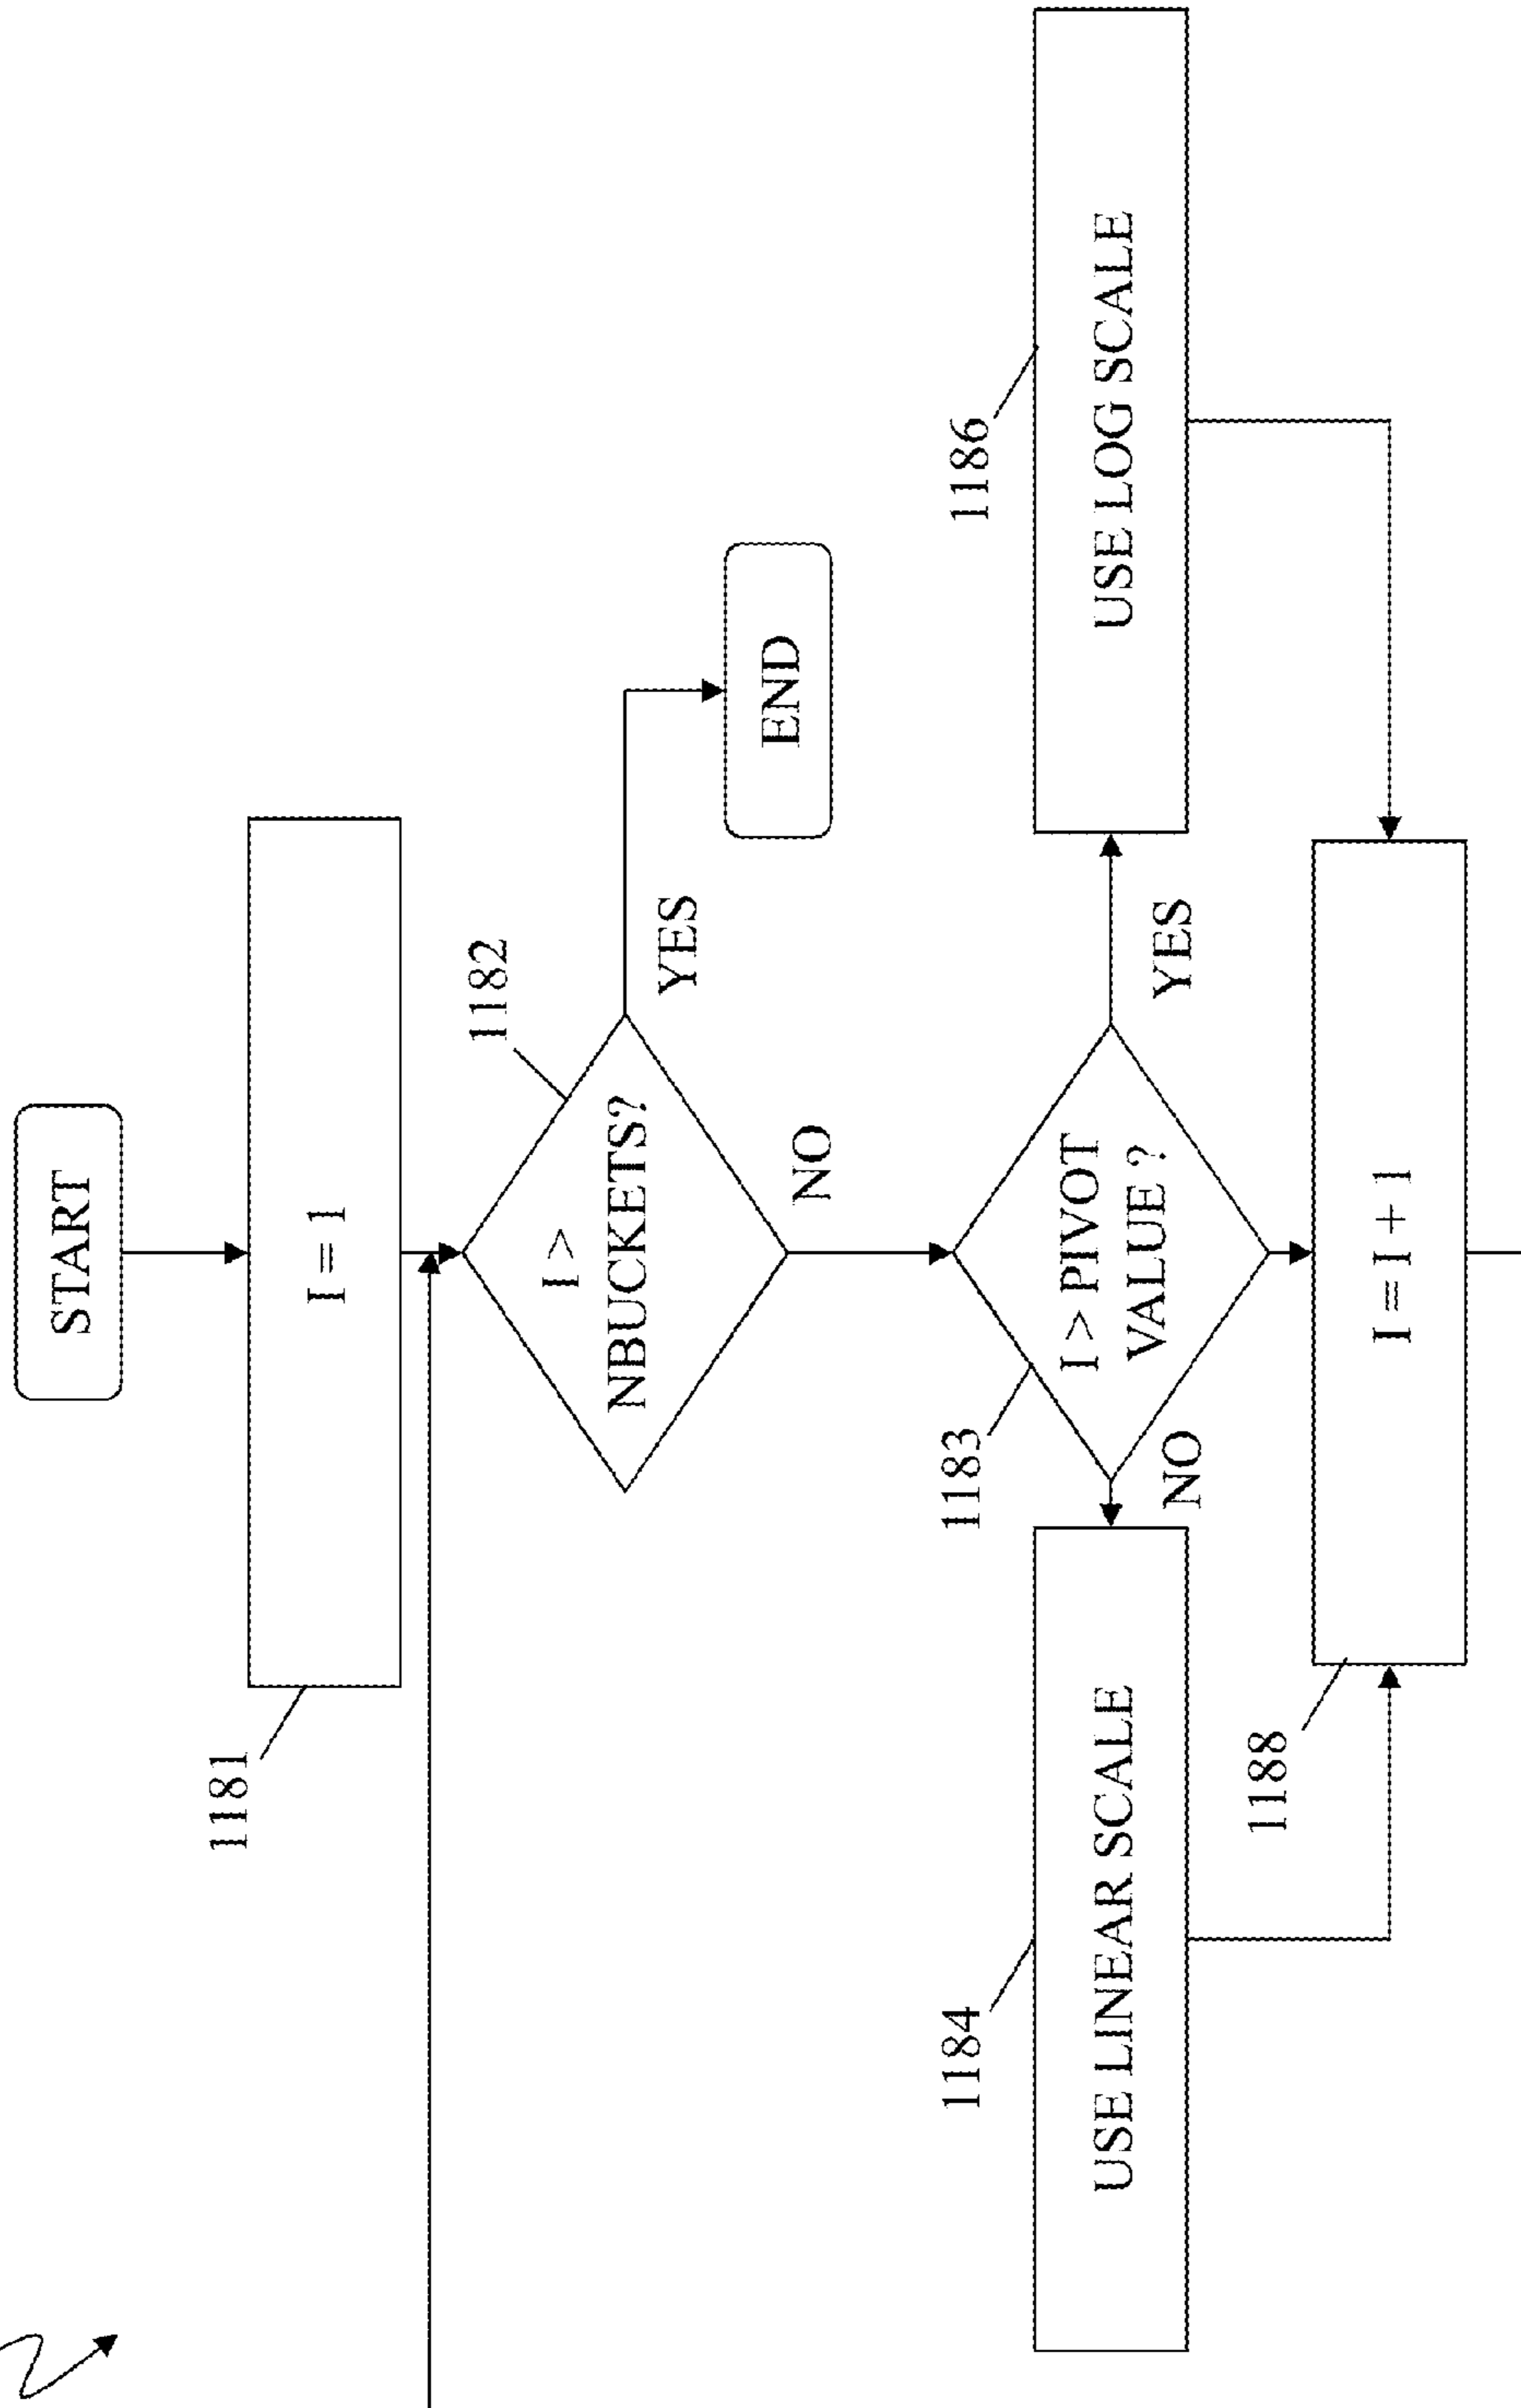 START
I = 1
1181
I >
NBUCKETS?
1182
YES
END
NO
I > PIVOT
VALUE ?
1183
NO
YES
USE LINEAR SCALE
1184
USE LOG SCALE
1186
I = I + 1
1188